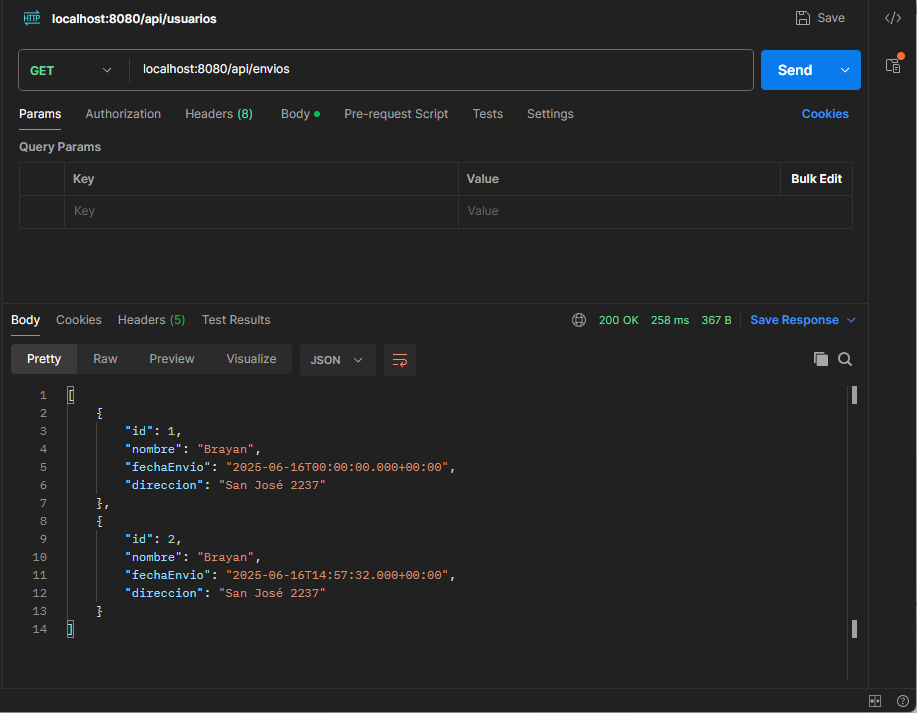 HTTP localhost:8080/api/usuarios Save
GET localhost:8080/api/envios Send
Params Authorization Headers (8) Body Pre-request Script Tests Settings Cookies
Query Params
Key Value Bulk Edit
Key Value
Body Cookies Headers (5) Test Results 200 OK 258 ms 367 B Save Response
Pretty Raw Preview Visualize JSON
1 [
2 {
3 "id": 1,
4 "nombre": "Brayan",
5 "fechaEnvio": "2025-06-16T00:00:00.000+00:00",
6 "direccion": "San José 2237"
7 },
8 {
9 "id": 2,
10 "nombre": "Brayan",
11 "fechaEnvio": "2025-06-16T14:57:32.000+00:00",
12 "direccion": "San José 2237"
13 }
14 ]